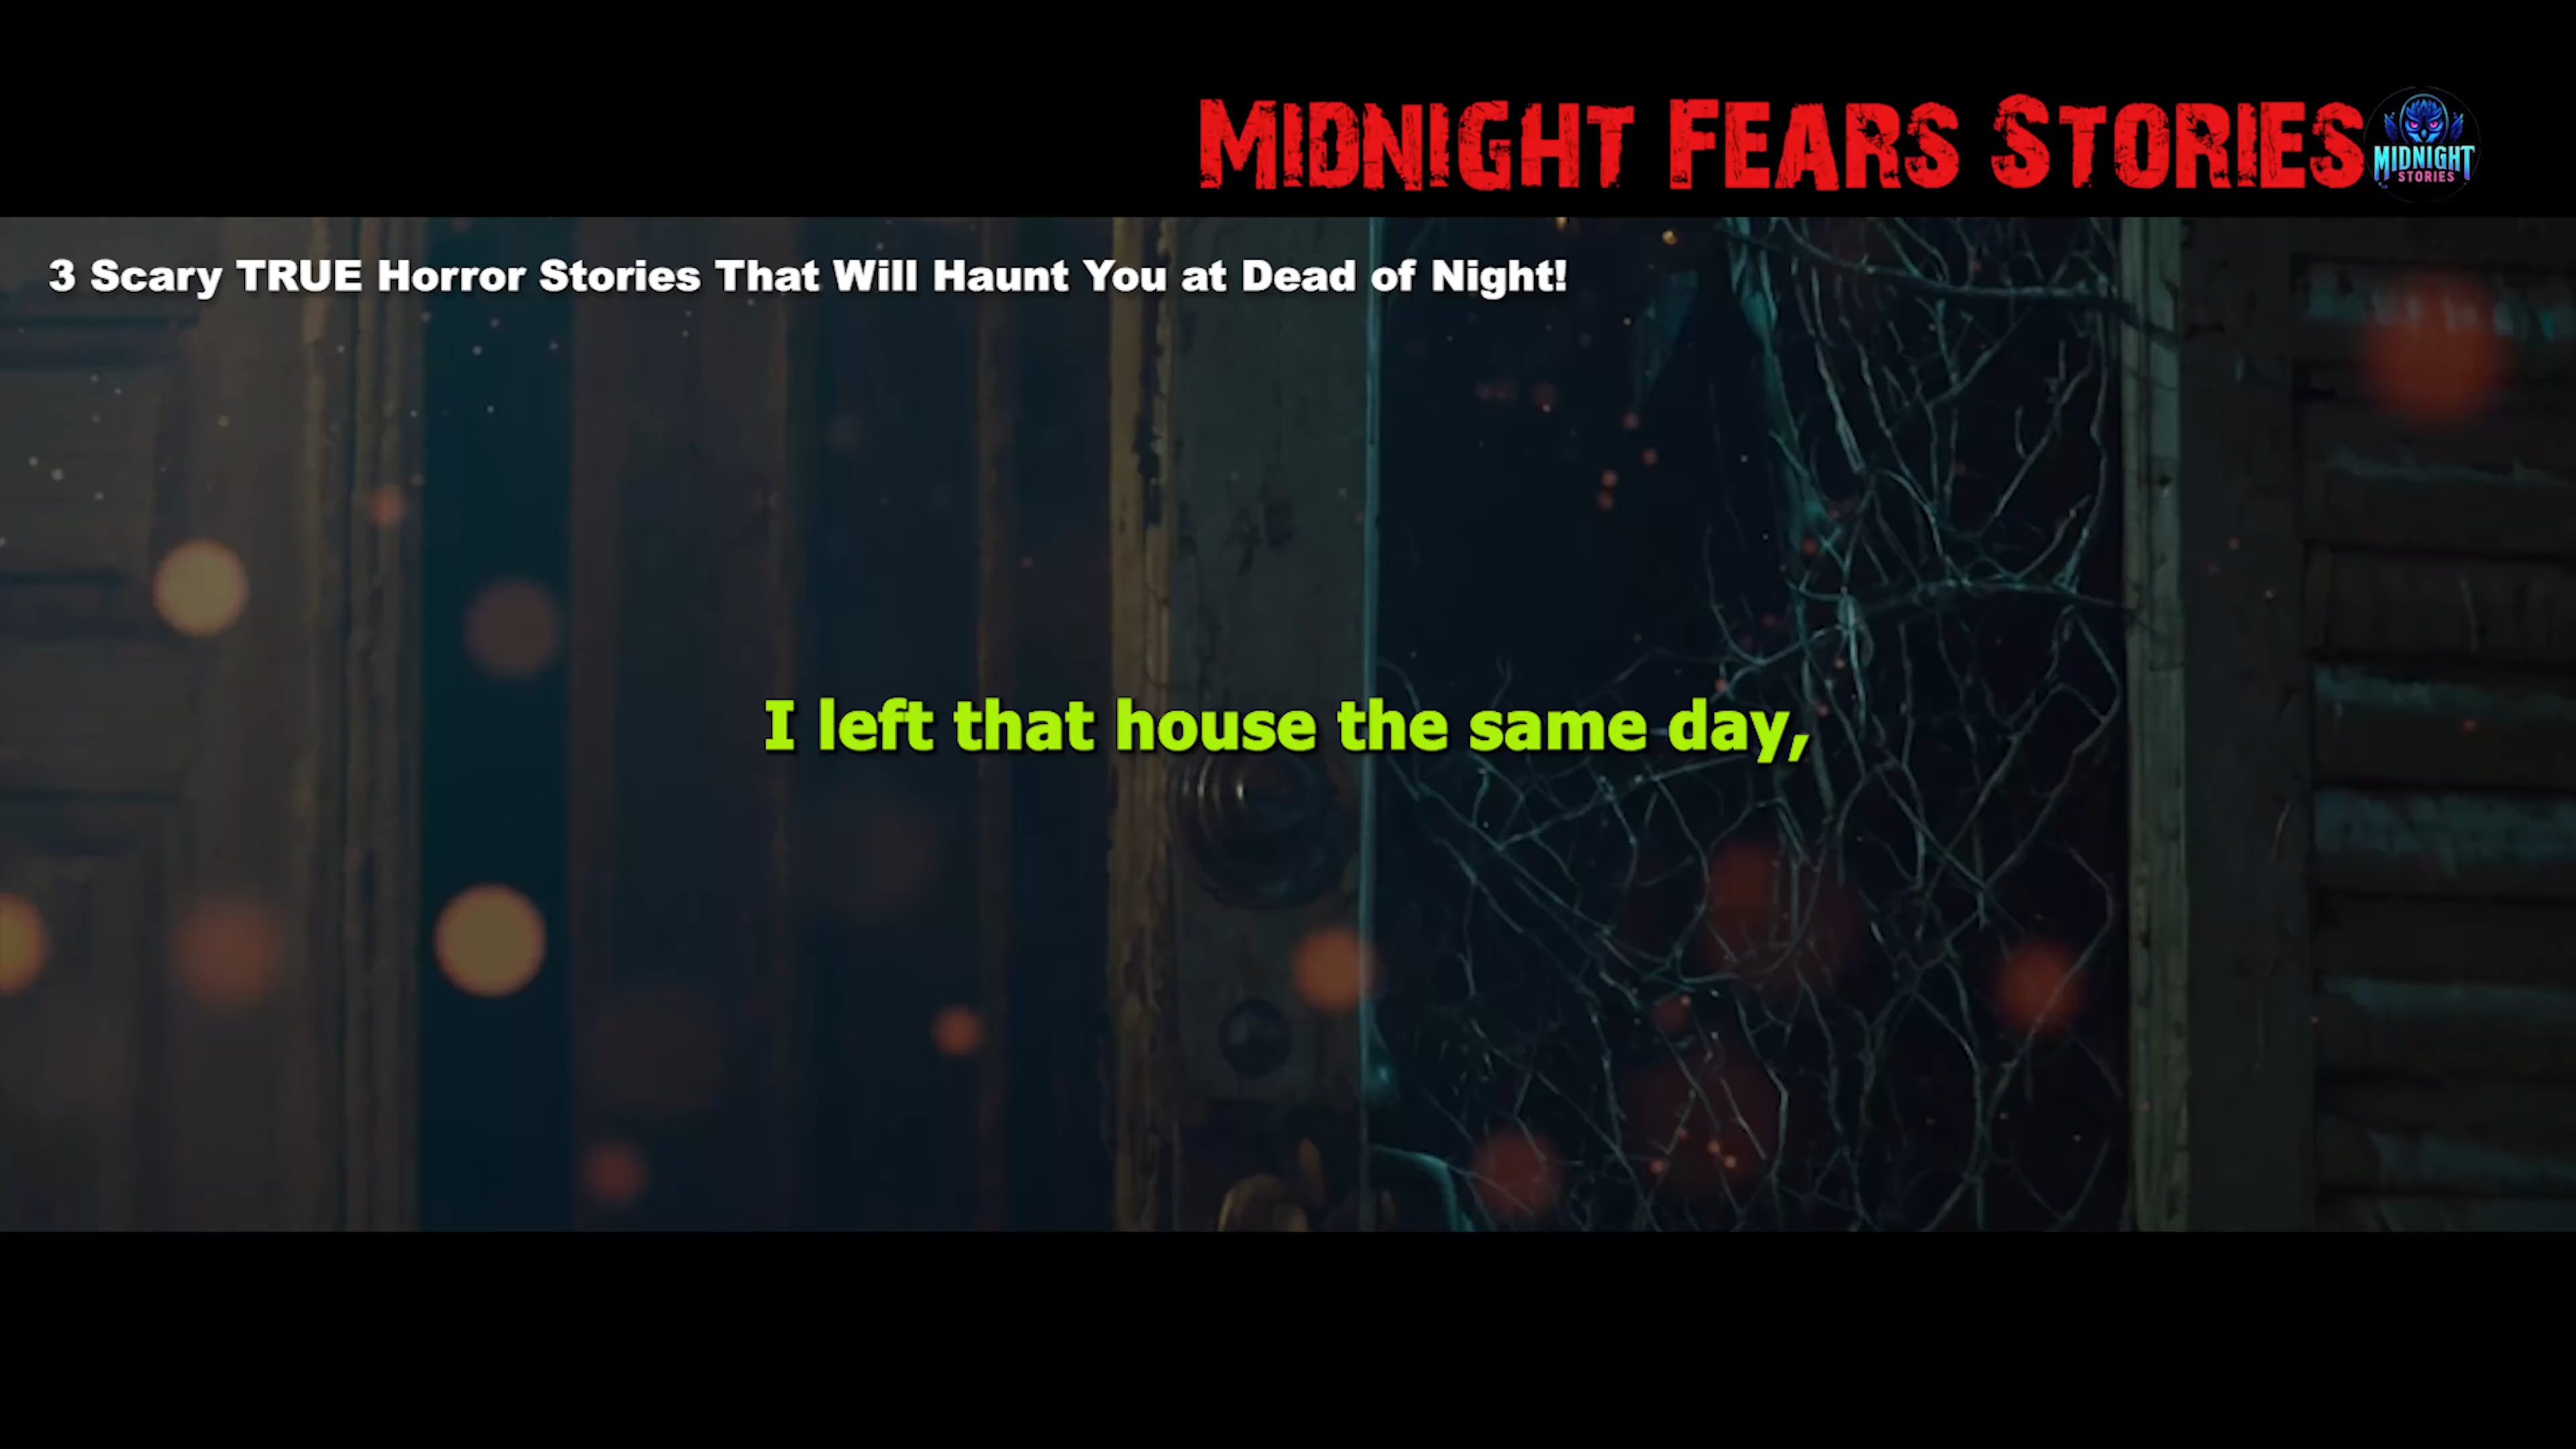 MIDNIGHT FEARS STORIES
MIDNIGHT
STORIES
3 Scary TRUE Horror Stories That Will Haunt You at Dead of Night!
I left that house the same day,